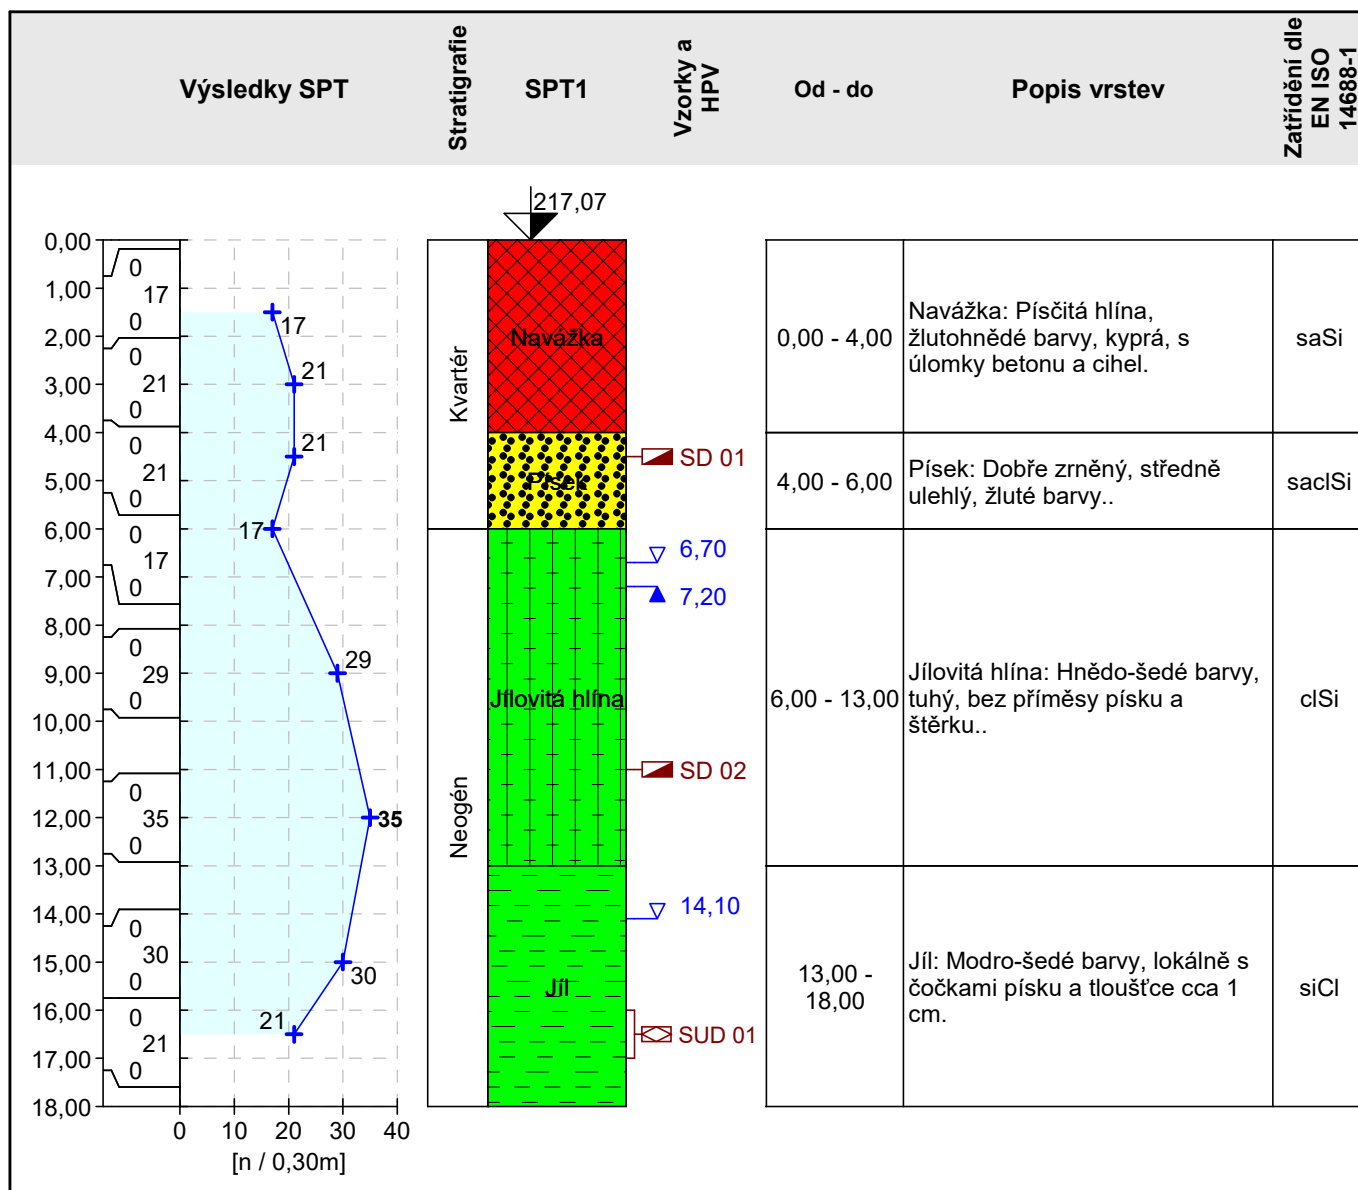 Výsledky SPT
Stratigrafie
SPT1
Vzorky a
HPV
Od - do
Popis vrstev
Zatřídění dle
EN ISO
14688-1
217,07
0,00
1,00
2,00
3,00
4,00
5,00
6,00
7,00
8,00
9,00
10,00
11,00
12,00
13,00
14,00
15,00
16,00
17,00
18,00
0
17
0
0
21
0
0
21
0
0
17
0
0
29
0
0
35
0
0
30
0
0
21
0
17
21
21
17
29
35
30
21
0 10 20 30 40
[n / 0,30m]
Kvartér
Neogén
Navážka
Písek
Jílovitá hlína
Jíl
SD 01
6,70
7,20
SD 02
14,10
SUD 01
0,00 - 4,00
Navážka: Písčitá hlína,
žlutohnědé barvy, kyprá, s
úlomky betonu a cihel.
saSi
4,00 - 6,00
Písek: Dobře zrněný, středně
ulehlý, žluté barvy..
saclSi
6,00 - 13,00
Jílovitá hlína: Hnědo-šedé barvy,
tuhý, bez příměsy písku a
štěrku..
clSi
13,00 -
18,00
Jíl: Modro-šedé barvy, lokálně s
čočkami písku a tloušťce cca 1
cm.
siCl